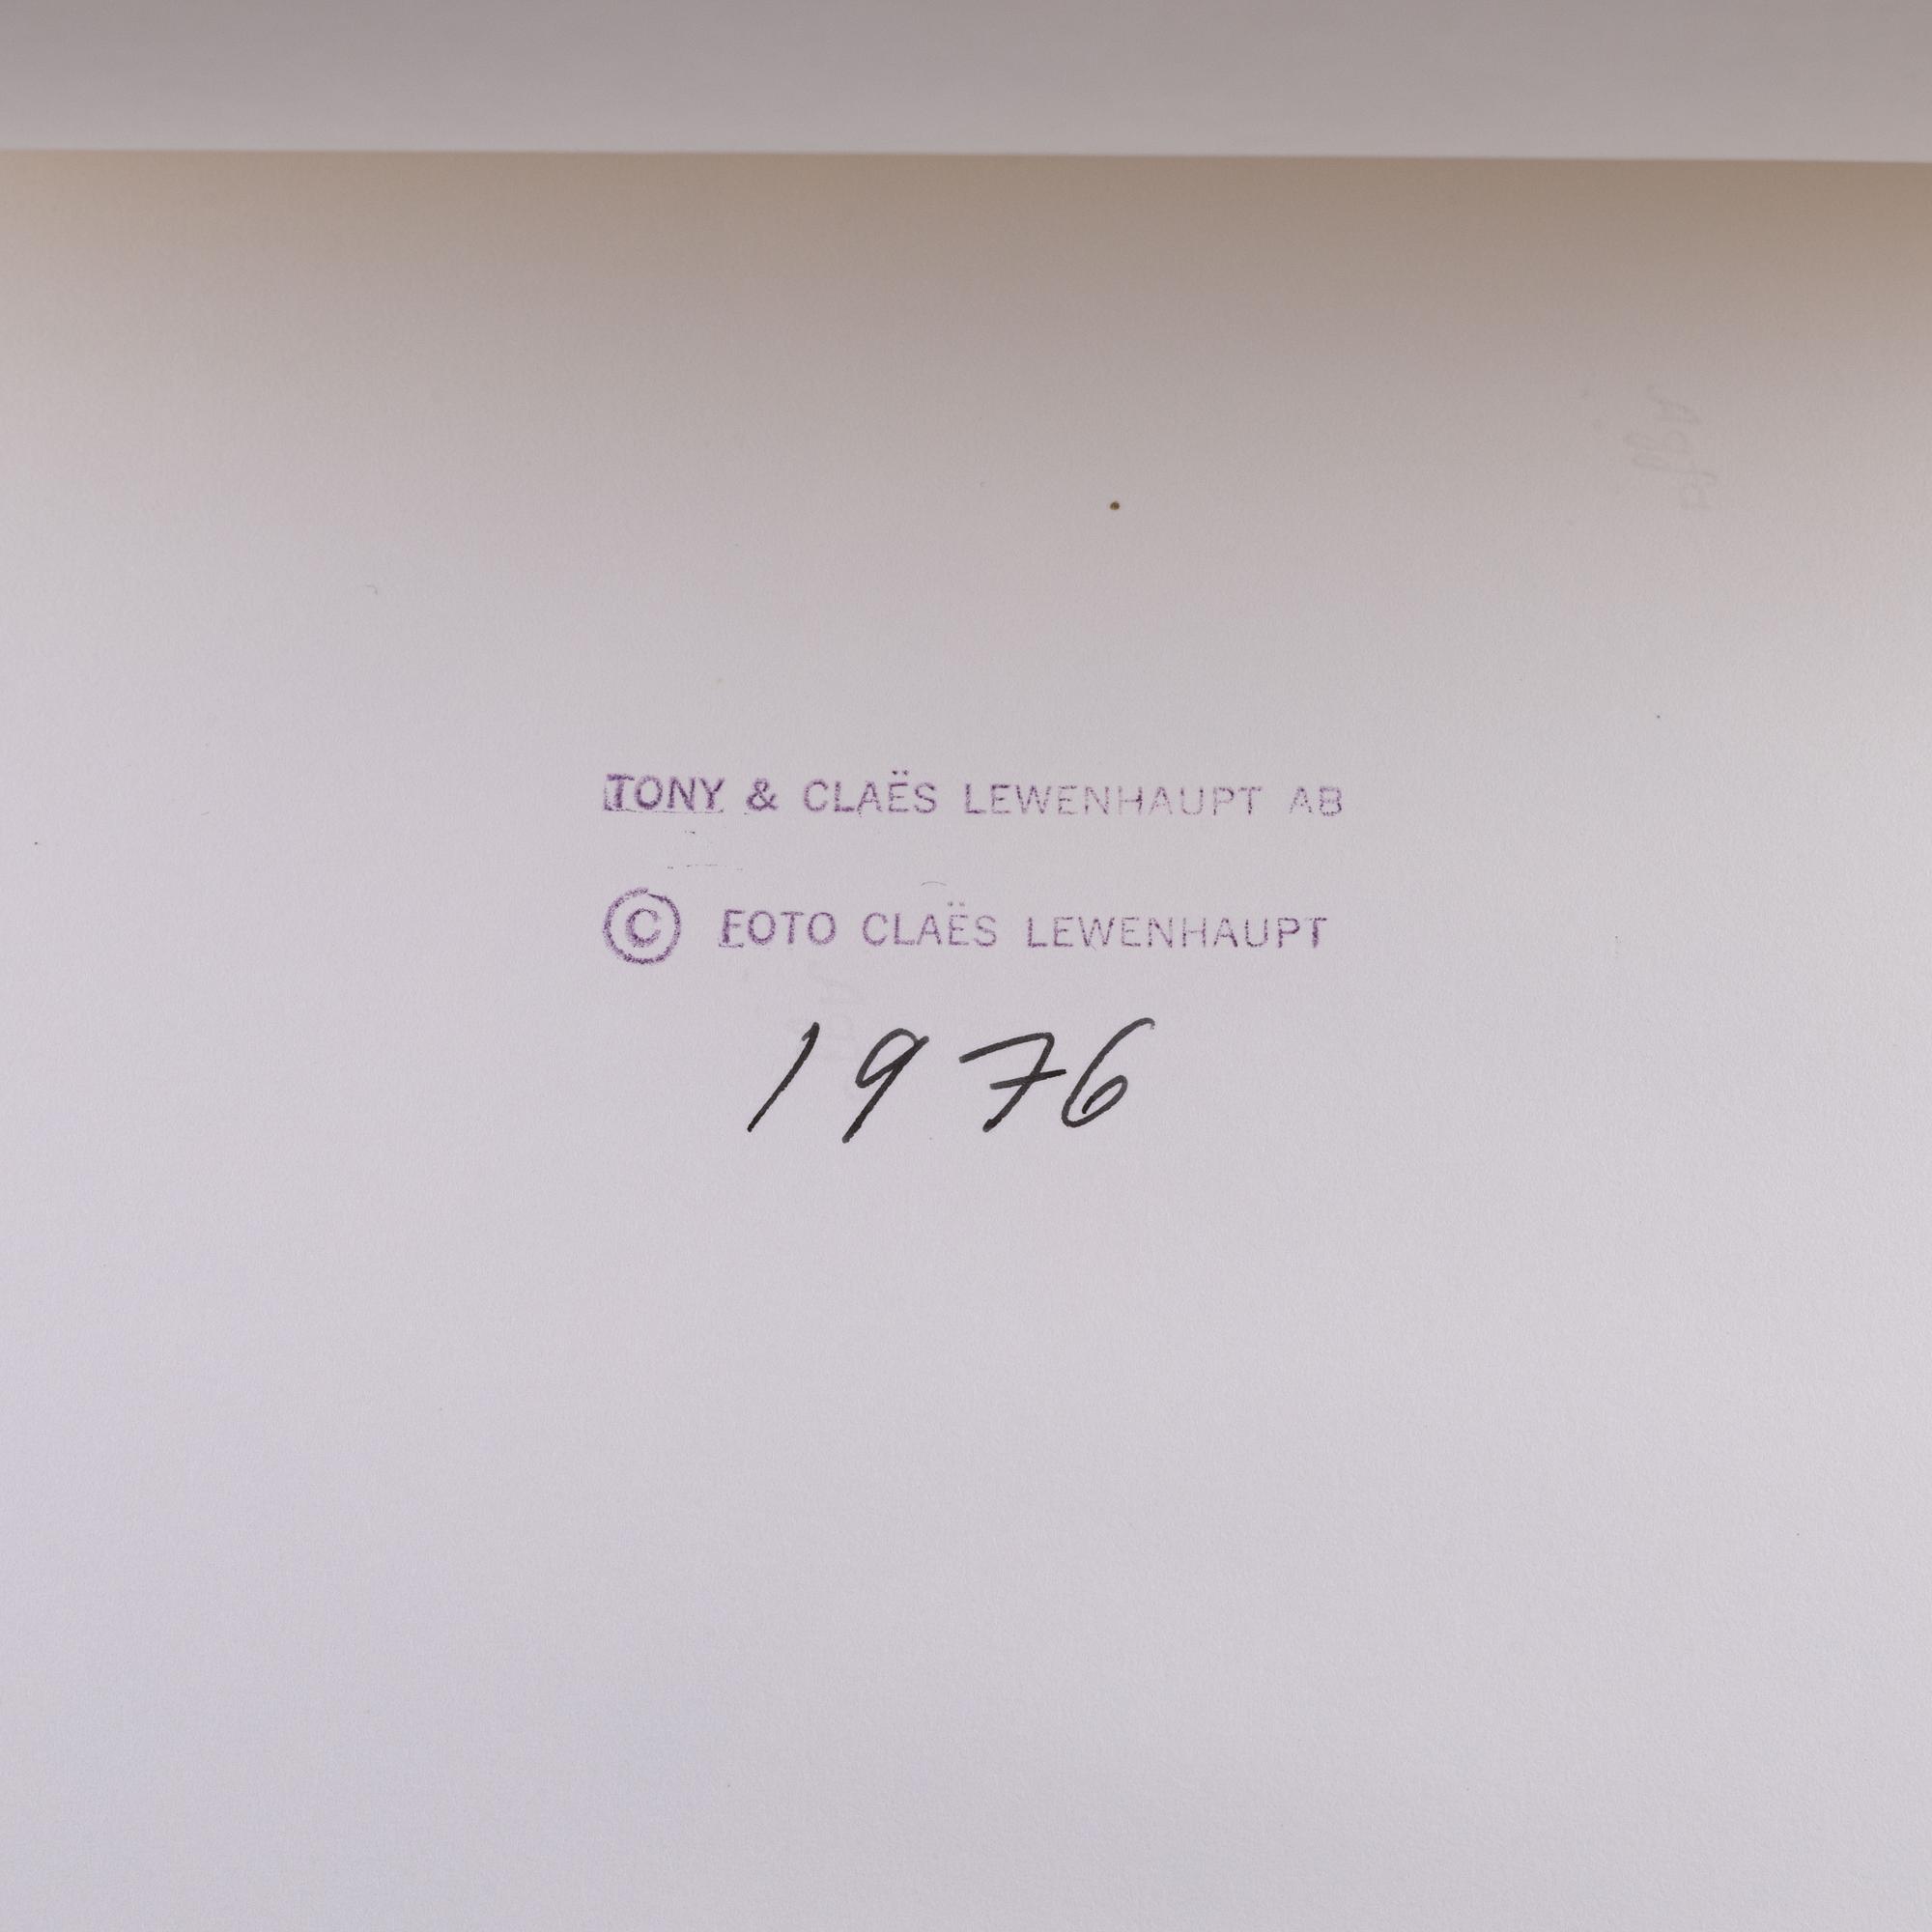 TONY & CLAËS LEWENHAUPT AB
© FOTO CLAËS LEWENHAUPT
1976